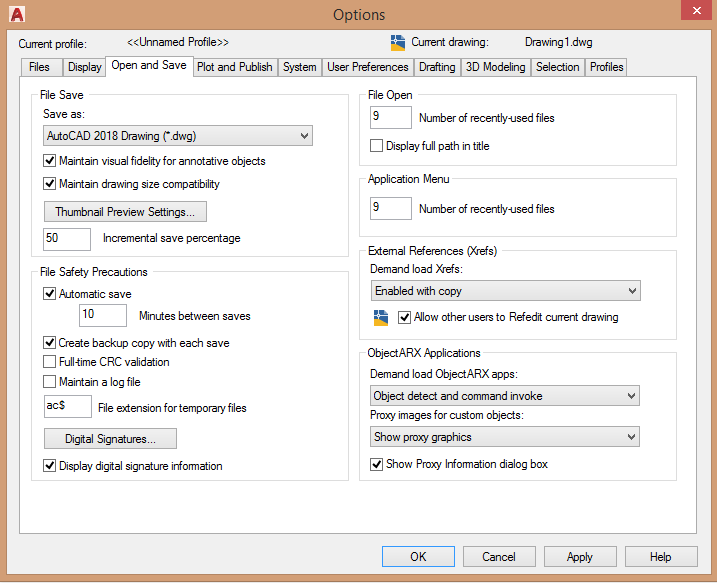 A
Options
Current profile: <<Unnamed Profile>> Current drawing: Drawing1.dwg
Files Display Open and Save Plot and Publish System User Preferences Drafting 3D Modeling Selection Profiles
File Save
Save as:
AutoCAD 2018 Drawing (*.dwg)
Maintain visual fidelity for annotative objects
Maintain drawing size compatibility
Thumbnail Preview Settings...
50 Incremental save percentage
File Safety Precautions
Automatic save
10 Minutes between saves
Create backup copy with each save
Full-time CRC validation
Maintain a log file
ac$ File extension for temporary files
Digital Signatures...
Display digital signature information
File Open
9 Number of recently-used files
Display full path in title
Application Menu
9 Number of recently-used files
External References (Xrefs)
Demand load Xrefs:
Enabled with copy
Allow other users to Refedit current drawing
ObjectARX Applications
Demand load ObjectARX apps:
Object detect and command invoke
Proxy images for custom objects:
Show proxy graphics
Show Proxy Information dialog box
OK Cancel Apply Help